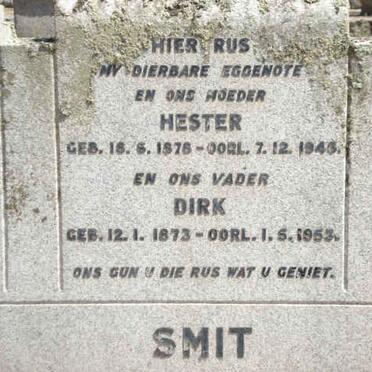 HIER RUS
MY DIERBARE EGGENOTE
EN ONS MOEDER
HESTER
GEB. 18. 6. 1878 – OORL. 7. 12. 1946.
EN ONS VADER
DIRK
GEB. 12. 1. 1873 – OORL. 1. 5. 1953.
ONS GUN U DIE RUS WAT U GENIET.
SMIT